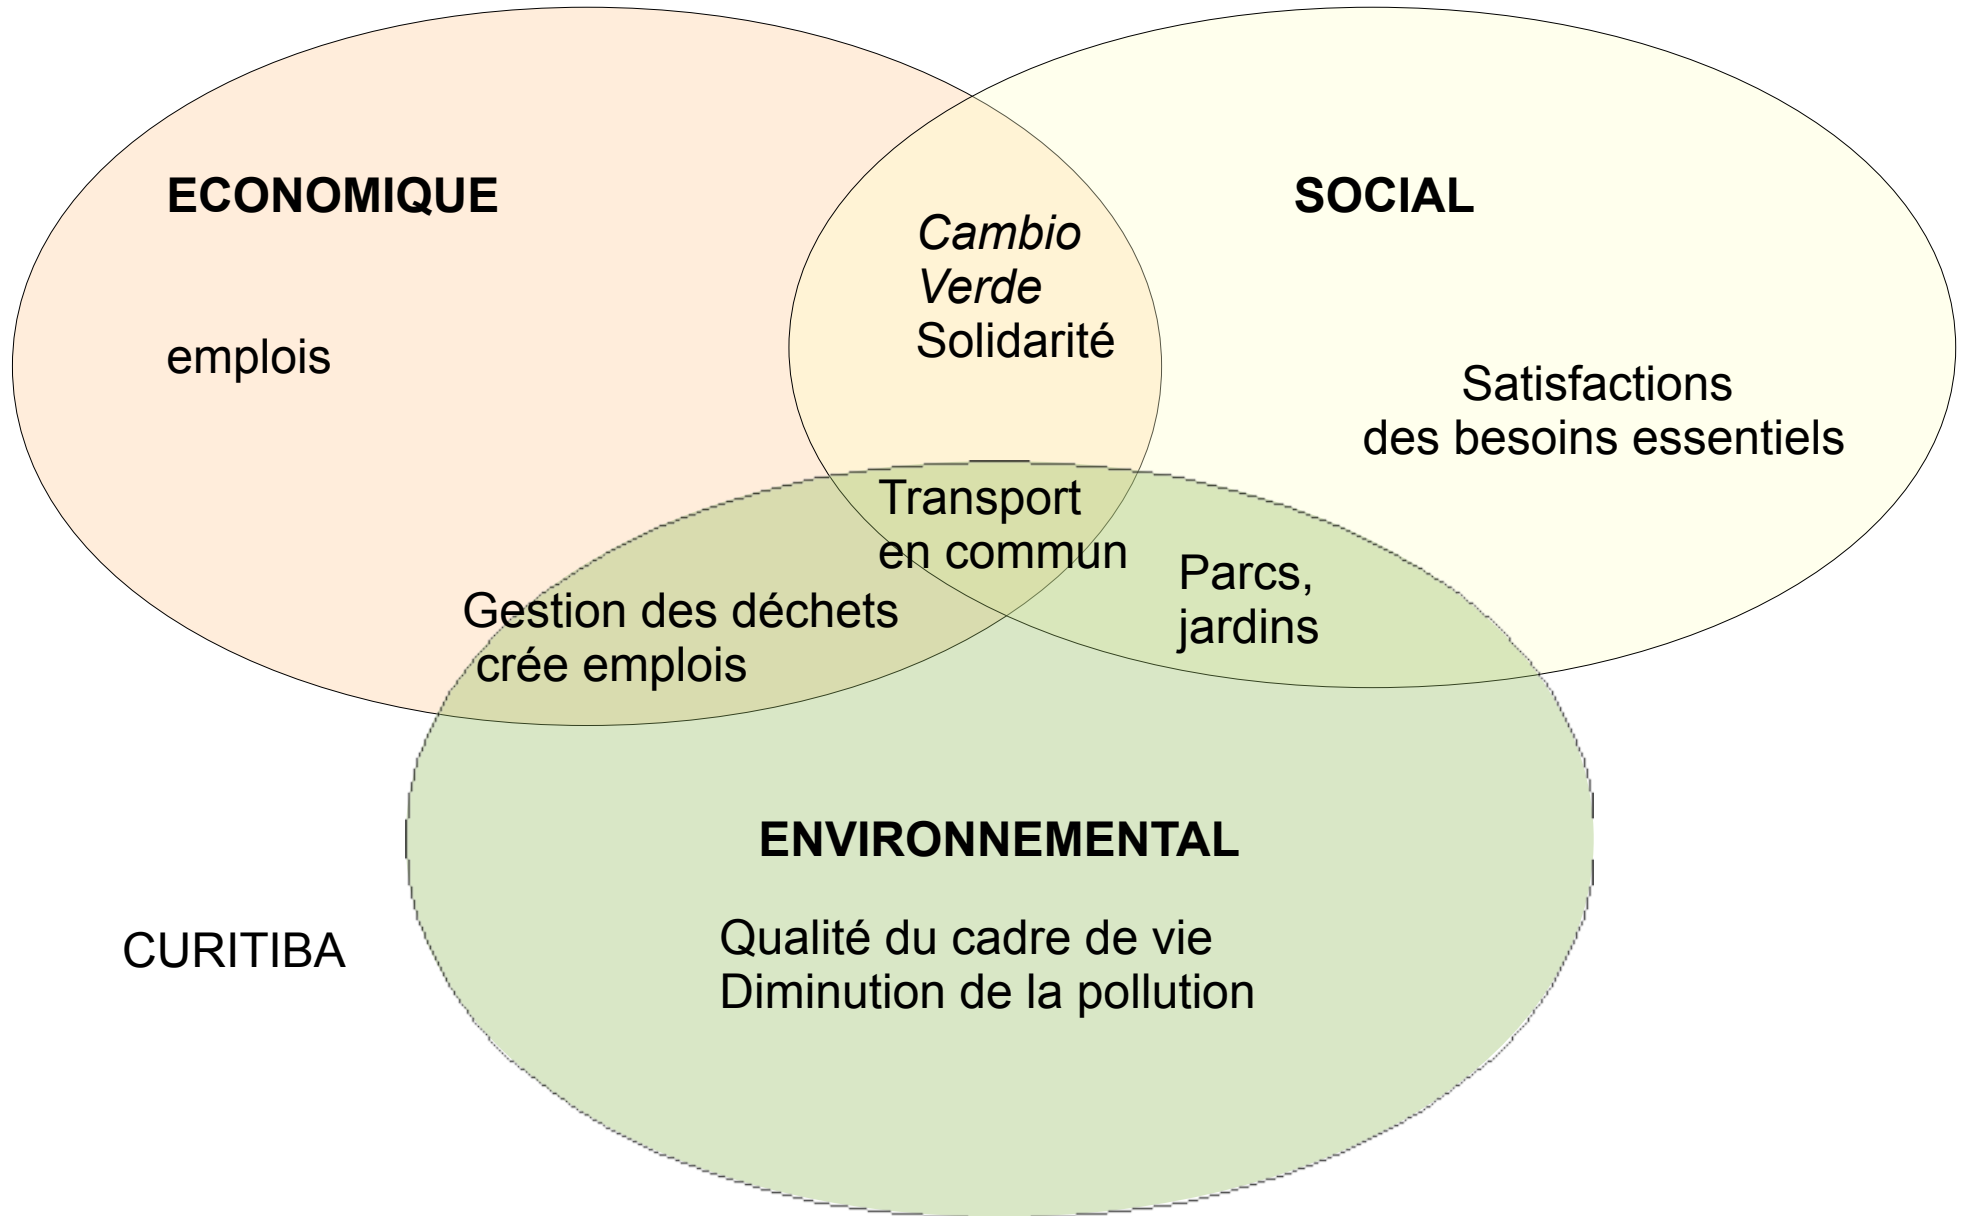 ECONOMIQUE
SOCIAL
Cambio
Verde
Solidarité
emplois
Satisfactions
des besoins essentiels
Transport
en commun
Parcs,
jardins
Gestion des déchets
crée emplois
ENVIRONNEMENTAL
Qualité du cadre de vie
Diminution de la pollution
CURITIBA